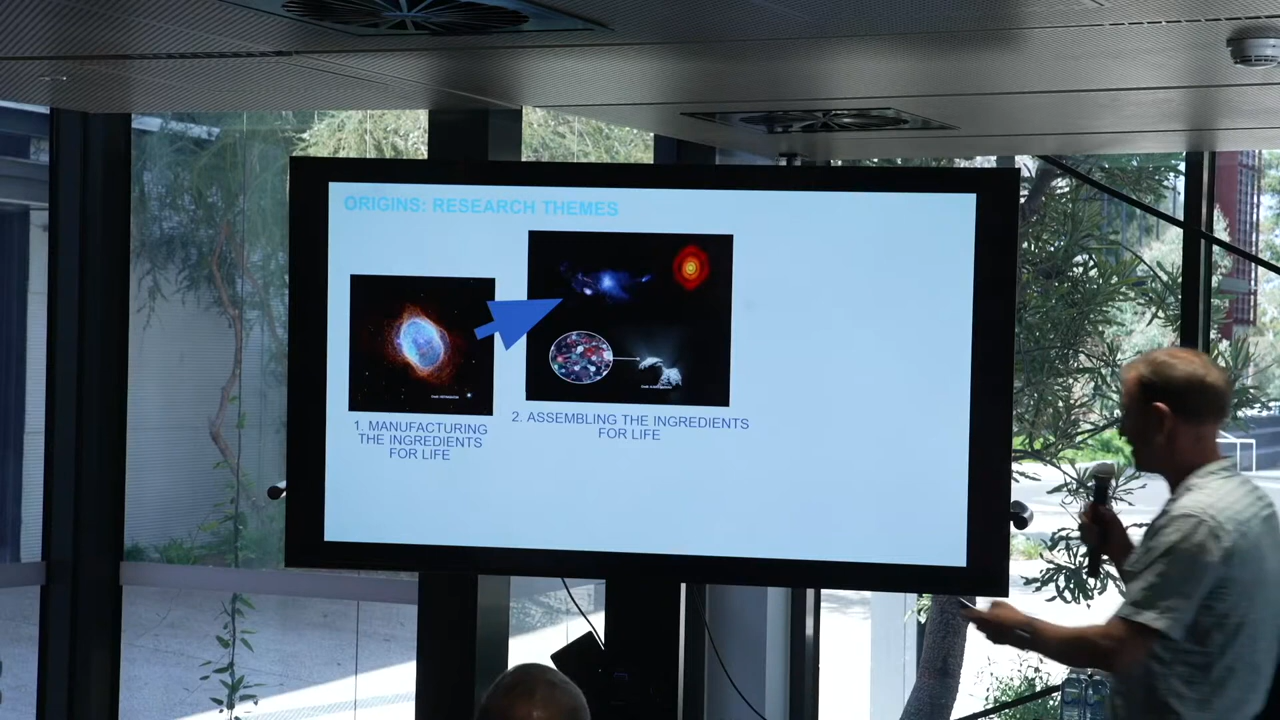 ORIGINS: RESEARCH THEMES
1. MANUFACTURING
THE INGREDIENTS
FOR LIFE
2. ASSEMBLING THE INGREDIENTS
FOR LIFE